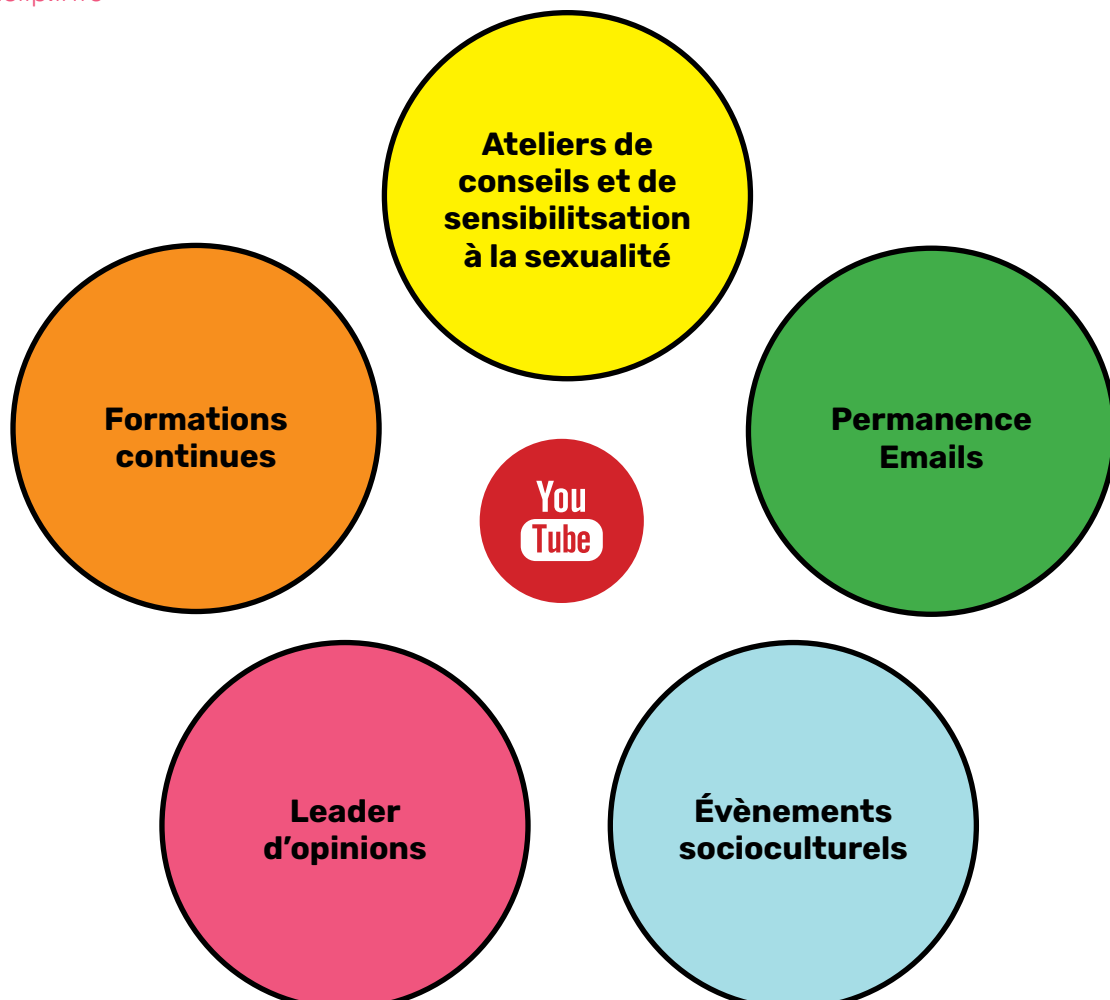 Ateliers de
conseils et de
sensibilitsation
à la sexualité
Formations
continues
Permanence
Emails
You
Tube
Leader
d’opinions
Évènements
socioculturels